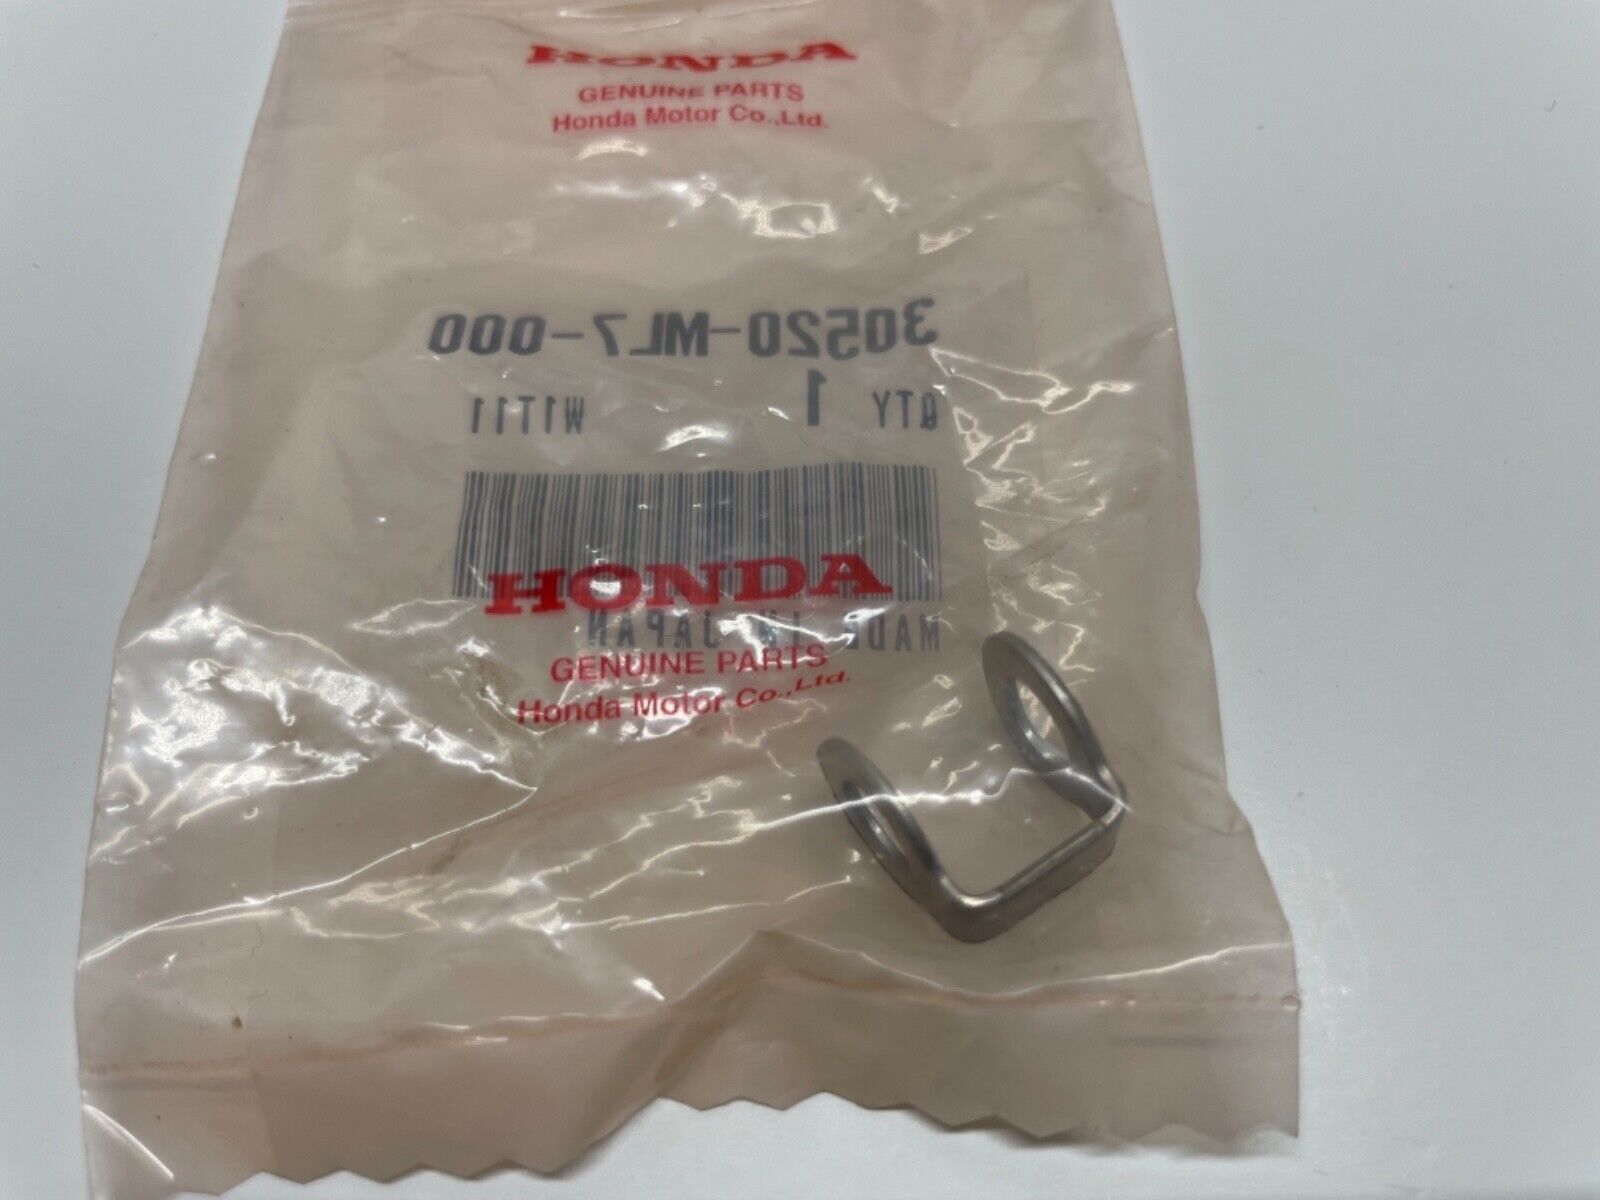 HONDA
GENUINE PARTS
Honda Motor Co.,Ltd.
30520-ML7-000
QTY 1 W1T11
HONDA
MADE IN JAPAN
GENUINE PARTS
Honda Motor Co.,Ltd.